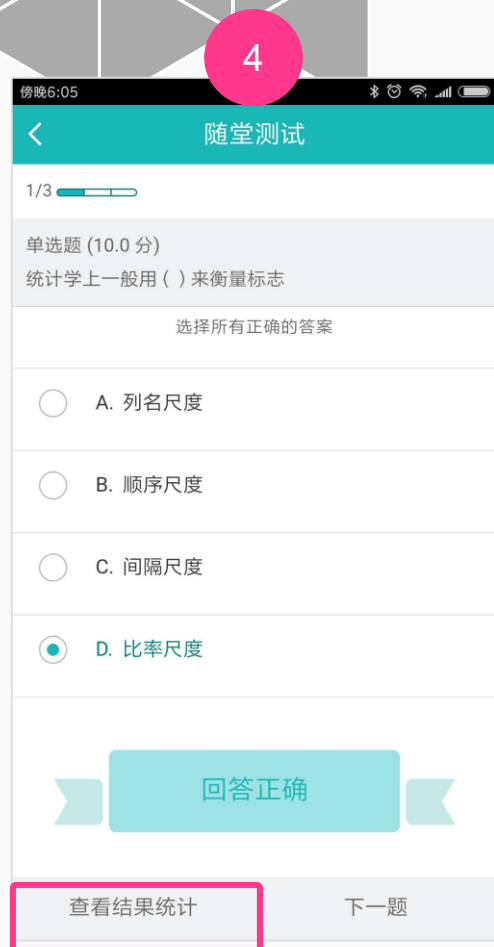 4
傍晚6:05
随堂测试
1/3
单选题 (10.0 分)
统计学上一般用 ( ) 来衡量标志
选择所有正确的答案
A. 列名尺度
B. 顺序尺度
C. 间隔尺度
D. 比率尺度
回答正确
查看结果统计 下一题